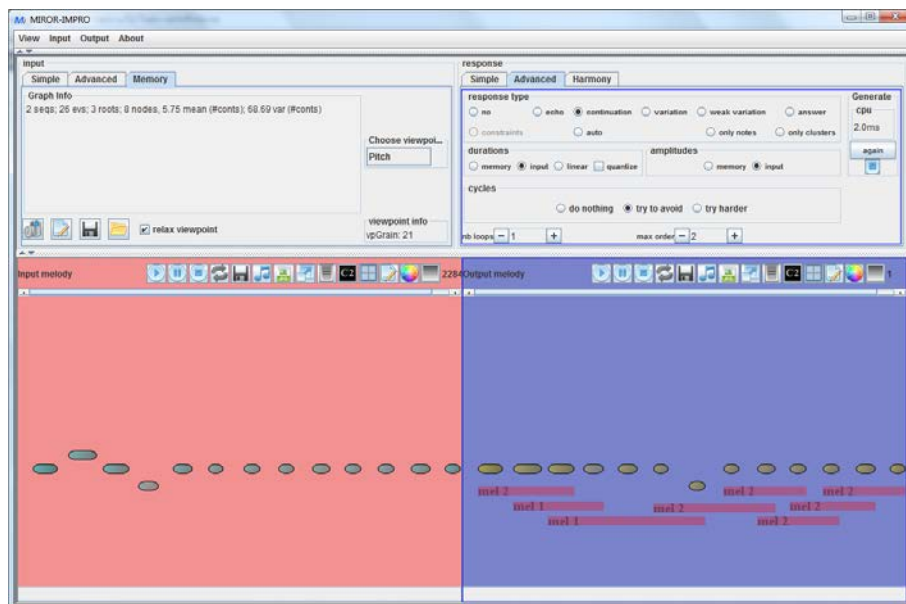 MIROR-IMPRO
View Input Output About
input
Simple Advanced Memory
Graph Info
2 seqs; 26 evs; 3 roots; 8 nodes, 5.75 mean (#conts); 68.69 var (#conts)
Choose viewpoi...
Pitch
relax viewpoint
viewpoint info
vpGrain: 21
response
Simple Advanced Harmony
response type
no echo continuation variation weak variation answer
constraints auto only notes only clusters
Generate
cpu
2.0ms
again
durations
memory input linear quantize
amplitudes
memory input
cycles
do nothing try to avoid try harder
nb loops 1 max order 2
Input melody C2 2284
Output melody C2 1
mel 2 mel 2 mel 2
mel 1 mel 2 mel 2
mel 1 mel 2